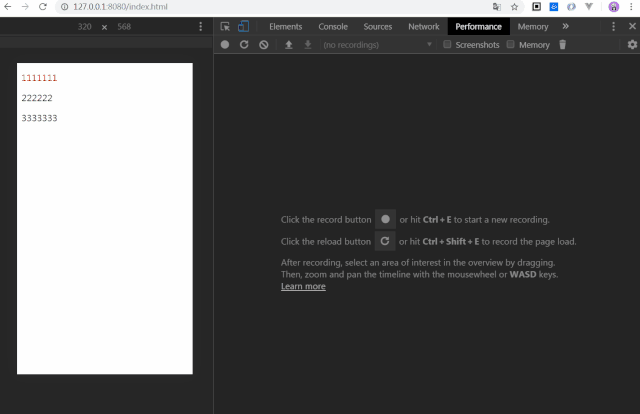 127.0.0.1:8080/index.html
320 × 568
Elements Console Sources Network Performance Memory »
(no recordings) Screenshots Memory
1111111
222222
3333333
Click the record button or hit Ctrl + E to start a new recording.
Click the reload button or hit Ctrl + Shift + E to record the page load.
After recording, select an area of interest in the overview by dragging.
Then, zoom and pan the timeline with the mousewheel or WASD keys.
Learn more